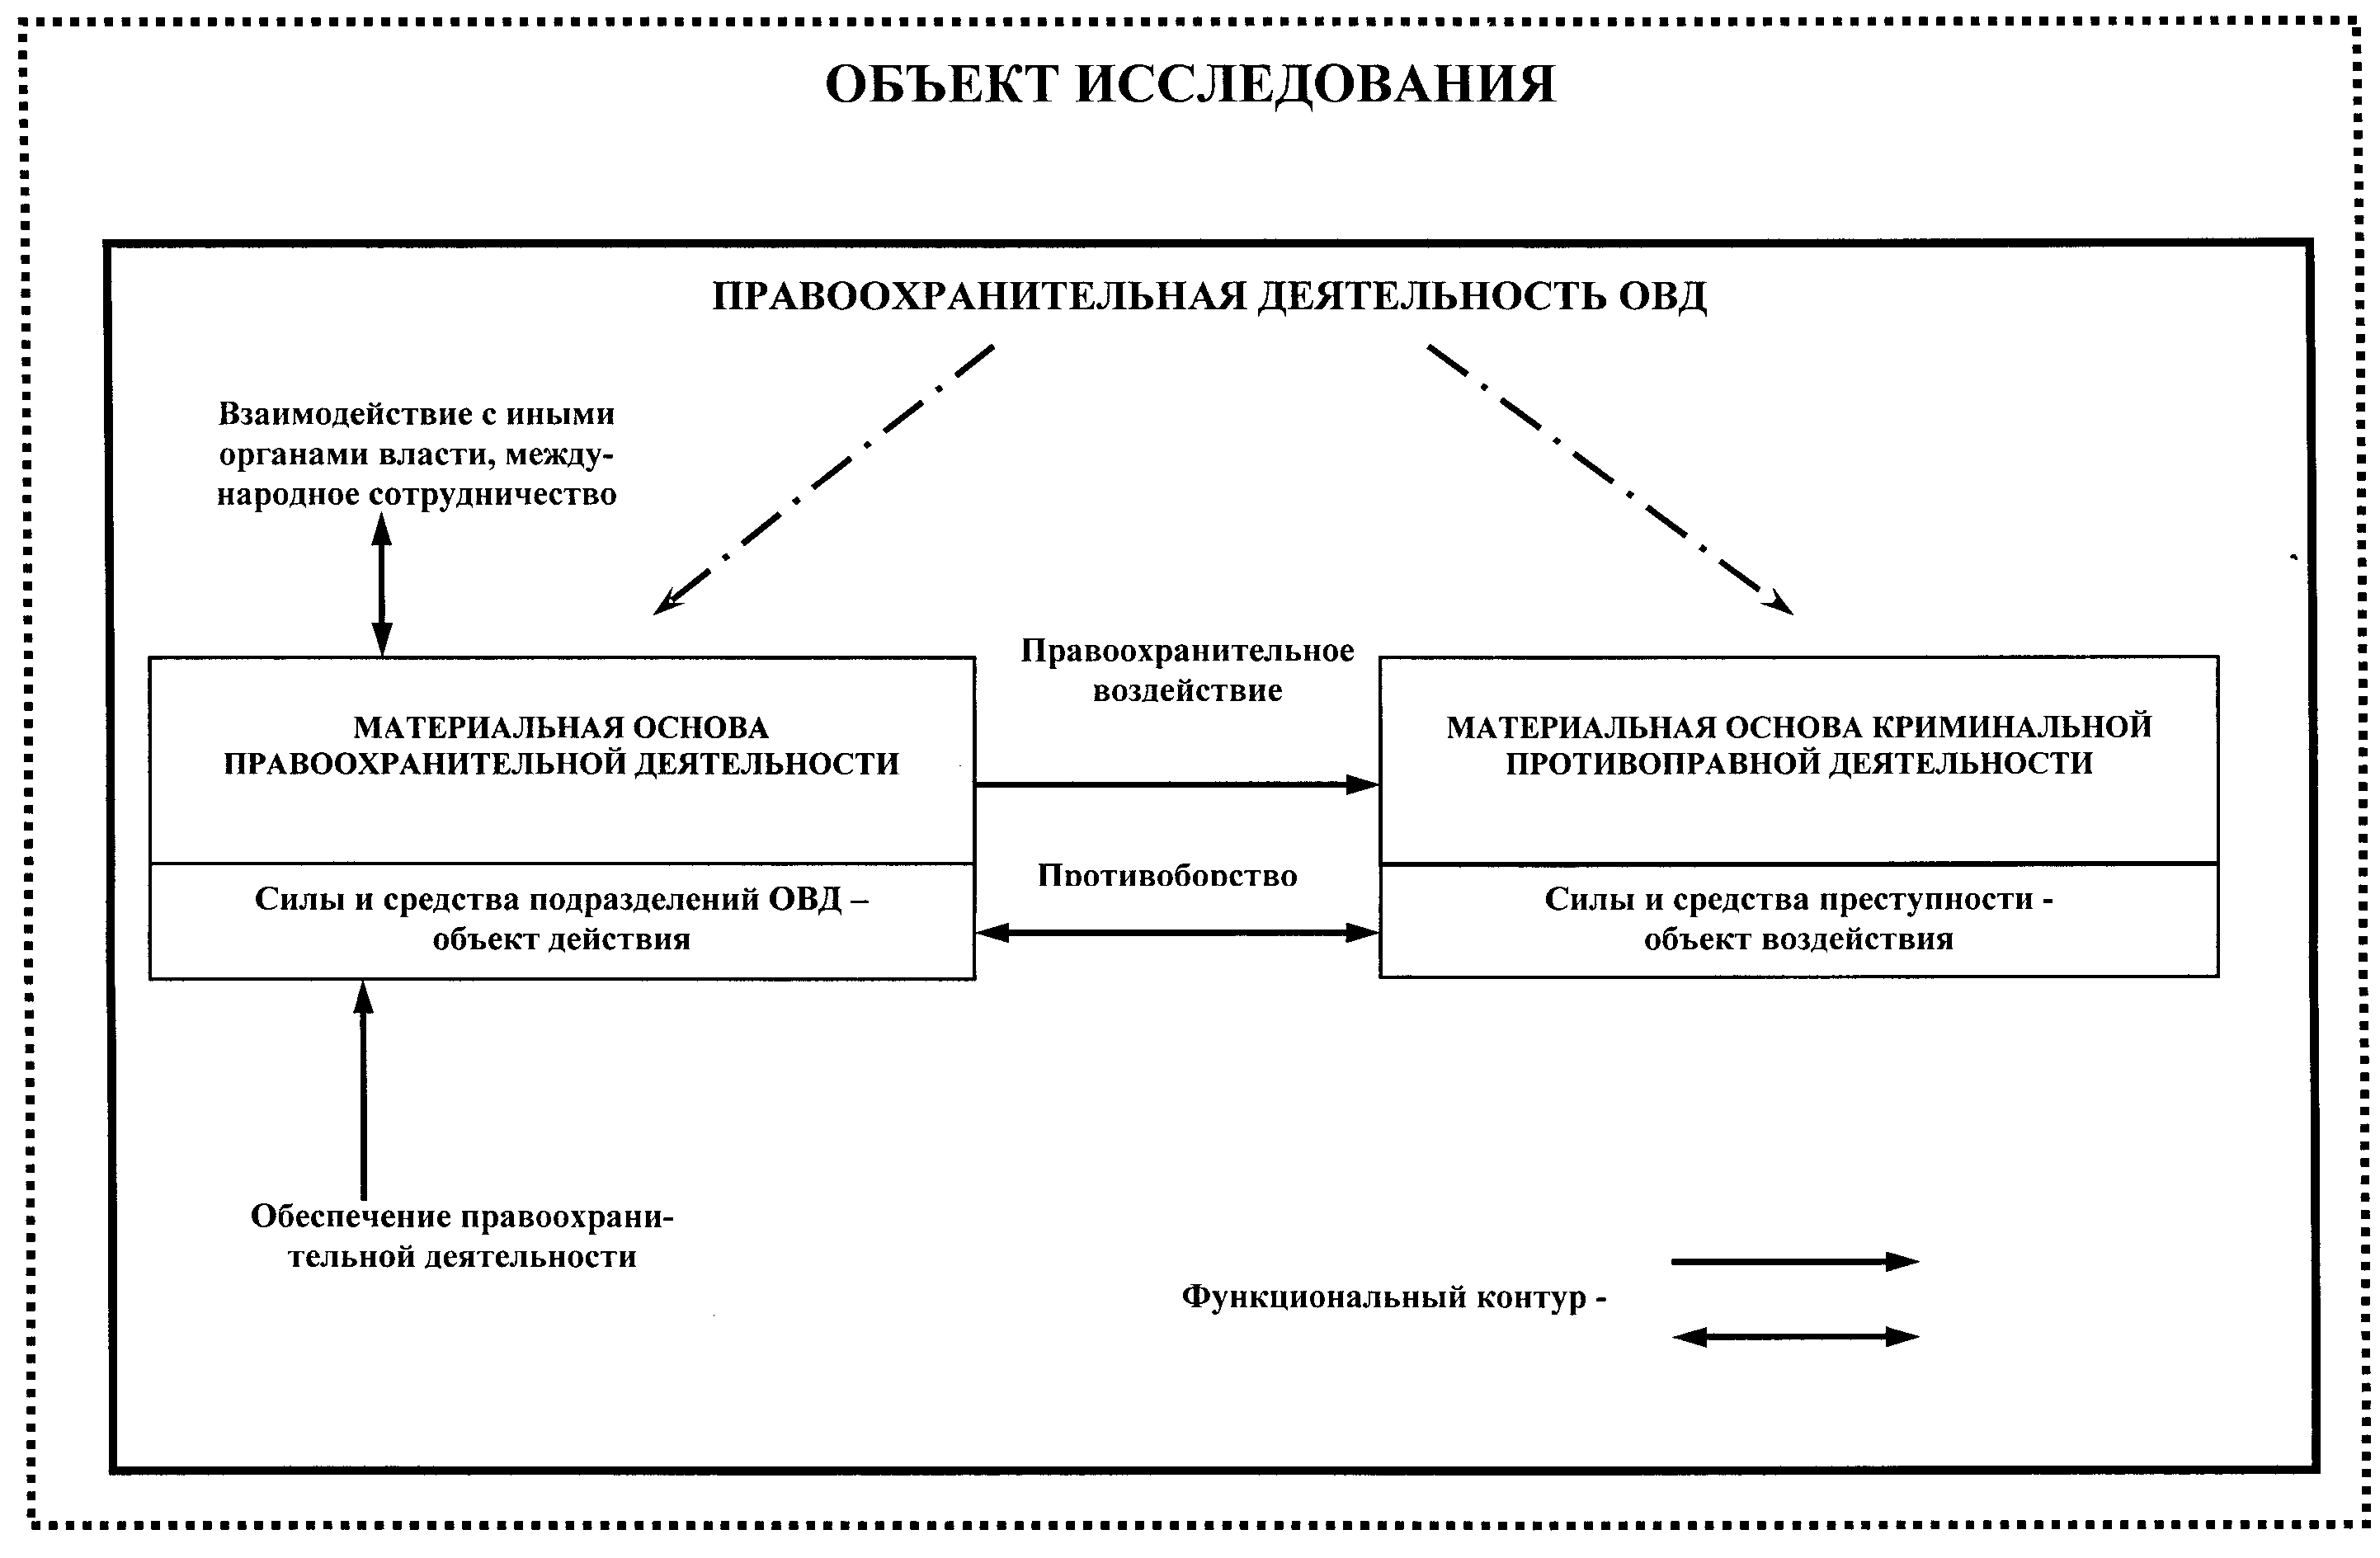 ОБЪЕКТ ИССЛЕДОВАНИЯ
ПРАВООХРАНИТЕЛЬНАЯ ДЕЯТЕЛЬНОСТЬ ОВД
Взаимодействие с иными
органами власти, между-
народное сотрудничество
Правоохранительное
воздействие
МАТЕРИАЛЬНАЯ ОСНОВА
ПРАВООХРАНИТЕЛЬНОЙ ДЕЯТЕЛЬНОСТИ
МАТЕРИАЛЬНАЯ ОСНОВА КРИМИНАЛЬНОЙ
ПРОТИВОПРАВНОЙ ДЕЯТЕЛЬНОСТИ
Противоборство
Силы и средства подразделений ОВД –
объект действия
Силы и средства преступности -
объект воздействия
Обеспечение правоохрани-
тельной деятельности
Функциональный контур -